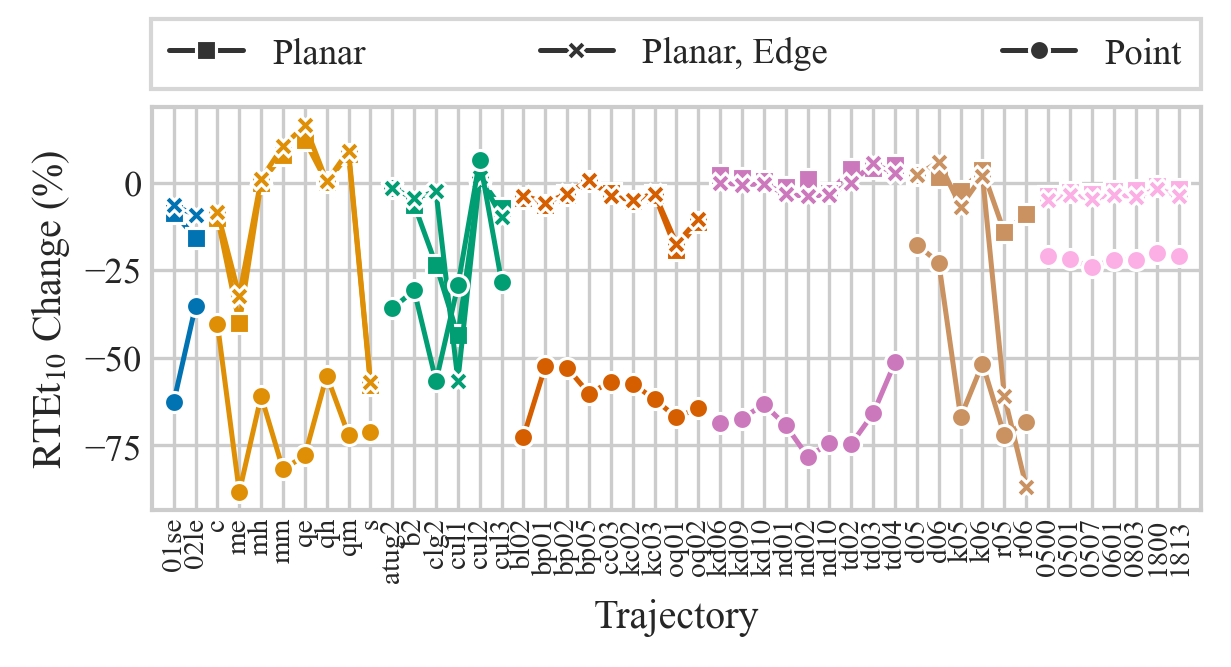 Planar
Planar, Edge
Point
RTEt10 Change (%)
0
−25
−50
−75
01se
02le
c
me
mh
mm
qe
qh
qm
s
atug2
b2
clg2
cul1
cul2
cul3
bl02
bp01
bp02
bp05
cc03
kc02
kc03
oq01
oq02
kd06
kd09
kd10
nd01
nd02
nd10
td02
td03
td04
d05
d06
k05
k06
r05
r06
0500
0501
0507
0601
0803
1800
1813
Trajectory